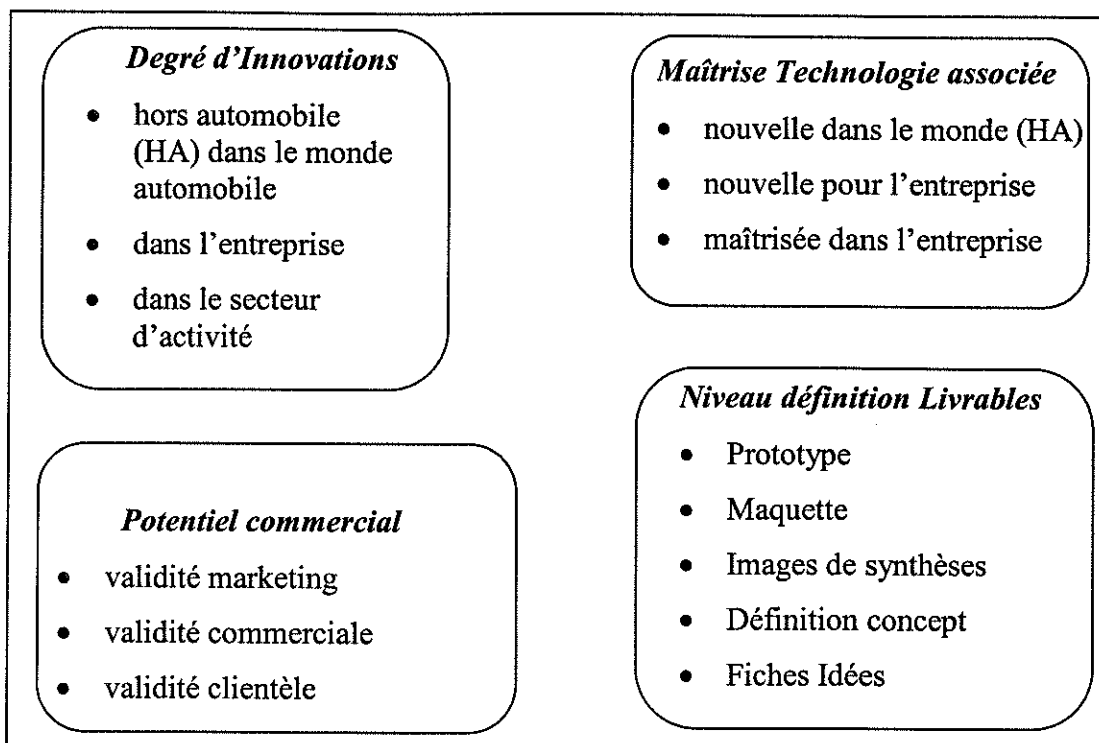 Degré d'Innovations
• hors automobile
(HA) dans le monde
automobile
• dans l'entreprise
• dans le secteur
d'activité
Maîtrise Technologie associée
• nouvelle dans le monde (HA)
• nouvelle pour l'entreprise
• maîtrisée dans l'entreprise
Potentiel commercial
• validité marketing
• validité commerciale
• validité clientèle
Niveau définition Livrables
• Prototype
• Maquette
• Images de synthèses
• Définition concept
• Fiches Idées